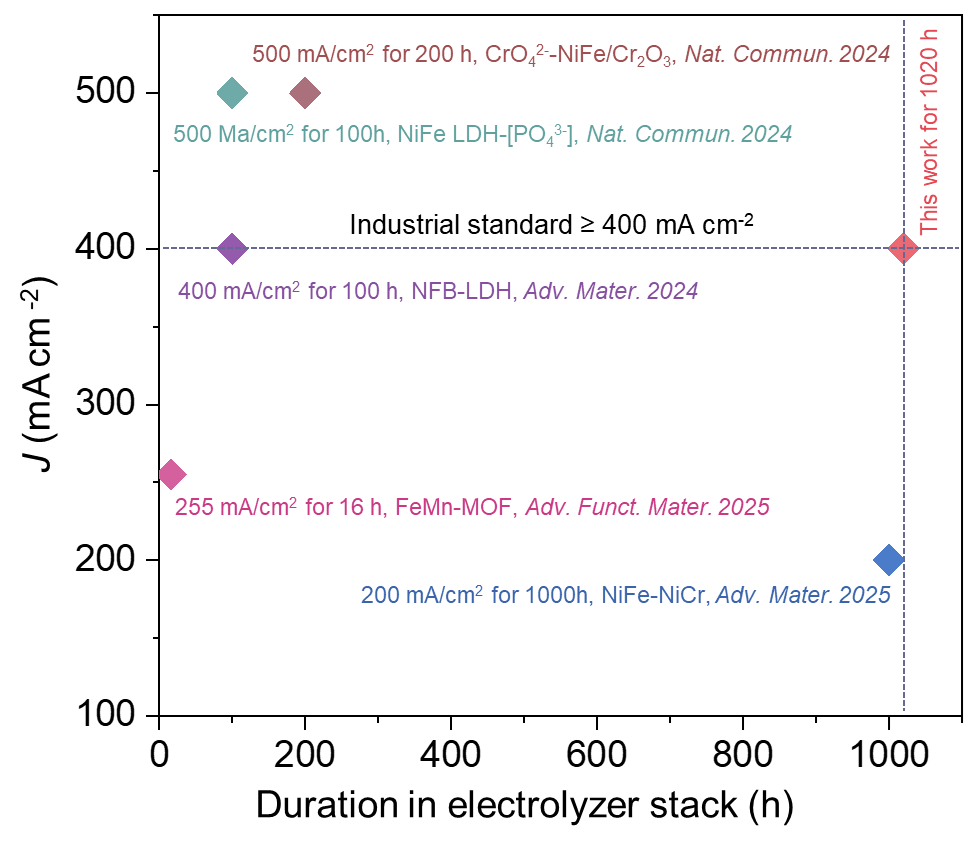 500 mA/cm²  for 200 h, CrO₄²⁻-NiFe/Cr₂O₃, Nat. Commun. 2024
500
500 Ma/cm² for 100h, NiFe LDH-[PO₄³⁻], Nat. Commun. 2024
This work for 1020 h
Industrial standard ≥ 400 mA cm⁻²
400
400 mA/cm² for 100 h, NFB-LDH, Adv. Mater. 2024
J (mA cm⁻²)
300
255 mA/cm² for 16 h, FeMn-MOF, Adv. Funct. Mater. 2025
200
200 mA/cm² for 1000h, NiFe-NiCr, Adv. Mater. 2025
100
0 200 400 600 800 1000
Duration in electrolyzer stack (h)